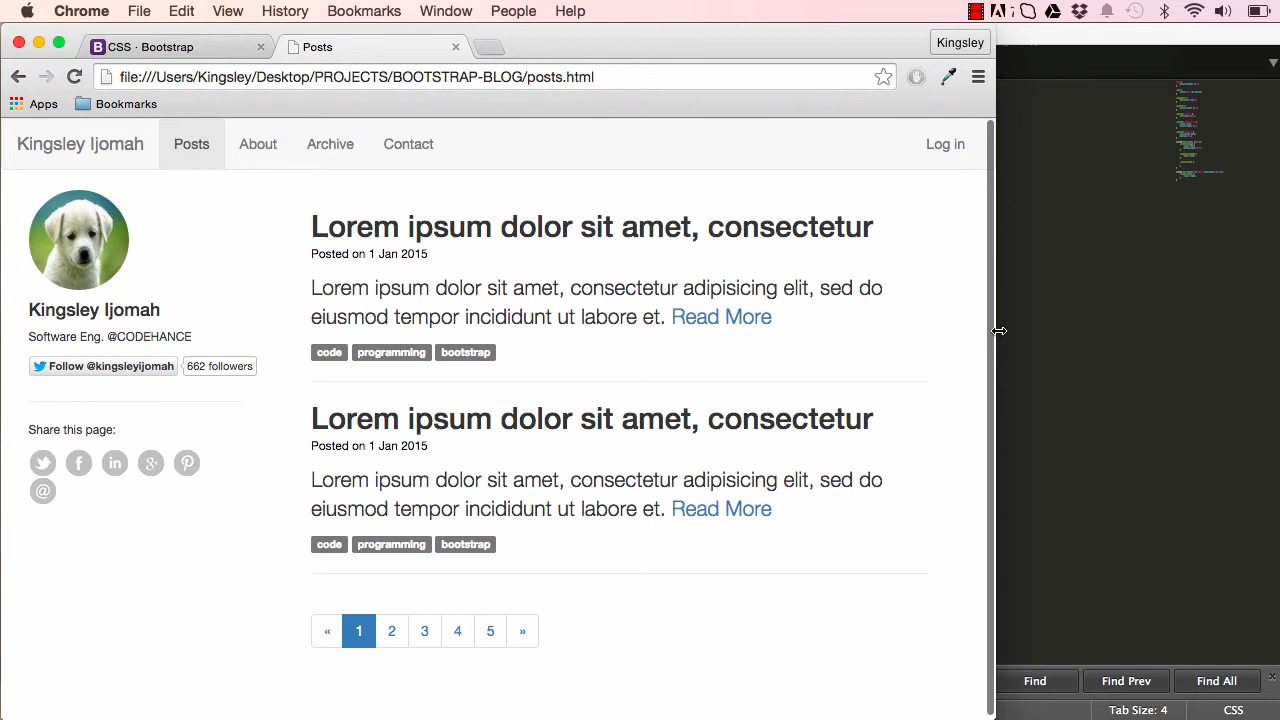 Chrome File Edit View History Bookmarks Window People Help
CSS · Bootstrap
Posts
Kingsley
file:///Users/Kingsley/Desktop/PROJECTS/BOOTSTRAP-BLOG/posts.html
Apps Bookmarks
Kingsley Ijomah Posts About Archive Contact Log in
Kingsley Ijomah
Software Eng. @CODEHANCE
Follow @kingsleyijomah 662 followers
Share this page:
Lorem ipsum dolor sit amet, consectetur
Posted on 1 Jan 2015
Lorem ipsum dolor sit amet, consectetur adipisicing elit, sed do
eiusmod tempor incididunt ut labore et. Read More
code programming bootstrap
Lorem ipsum dolor sit amet, consectetur
Posted on 1 Jan 2015
Lorem ipsum dolor sit amet, consectetur adipisicing elit, sed do
eiusmod tempor incididunt ut labore et. Read More
code programming bootstrap
« 1 2 3 4 5 »
Find Find Prev Find All
Tab Size: 4 CSS